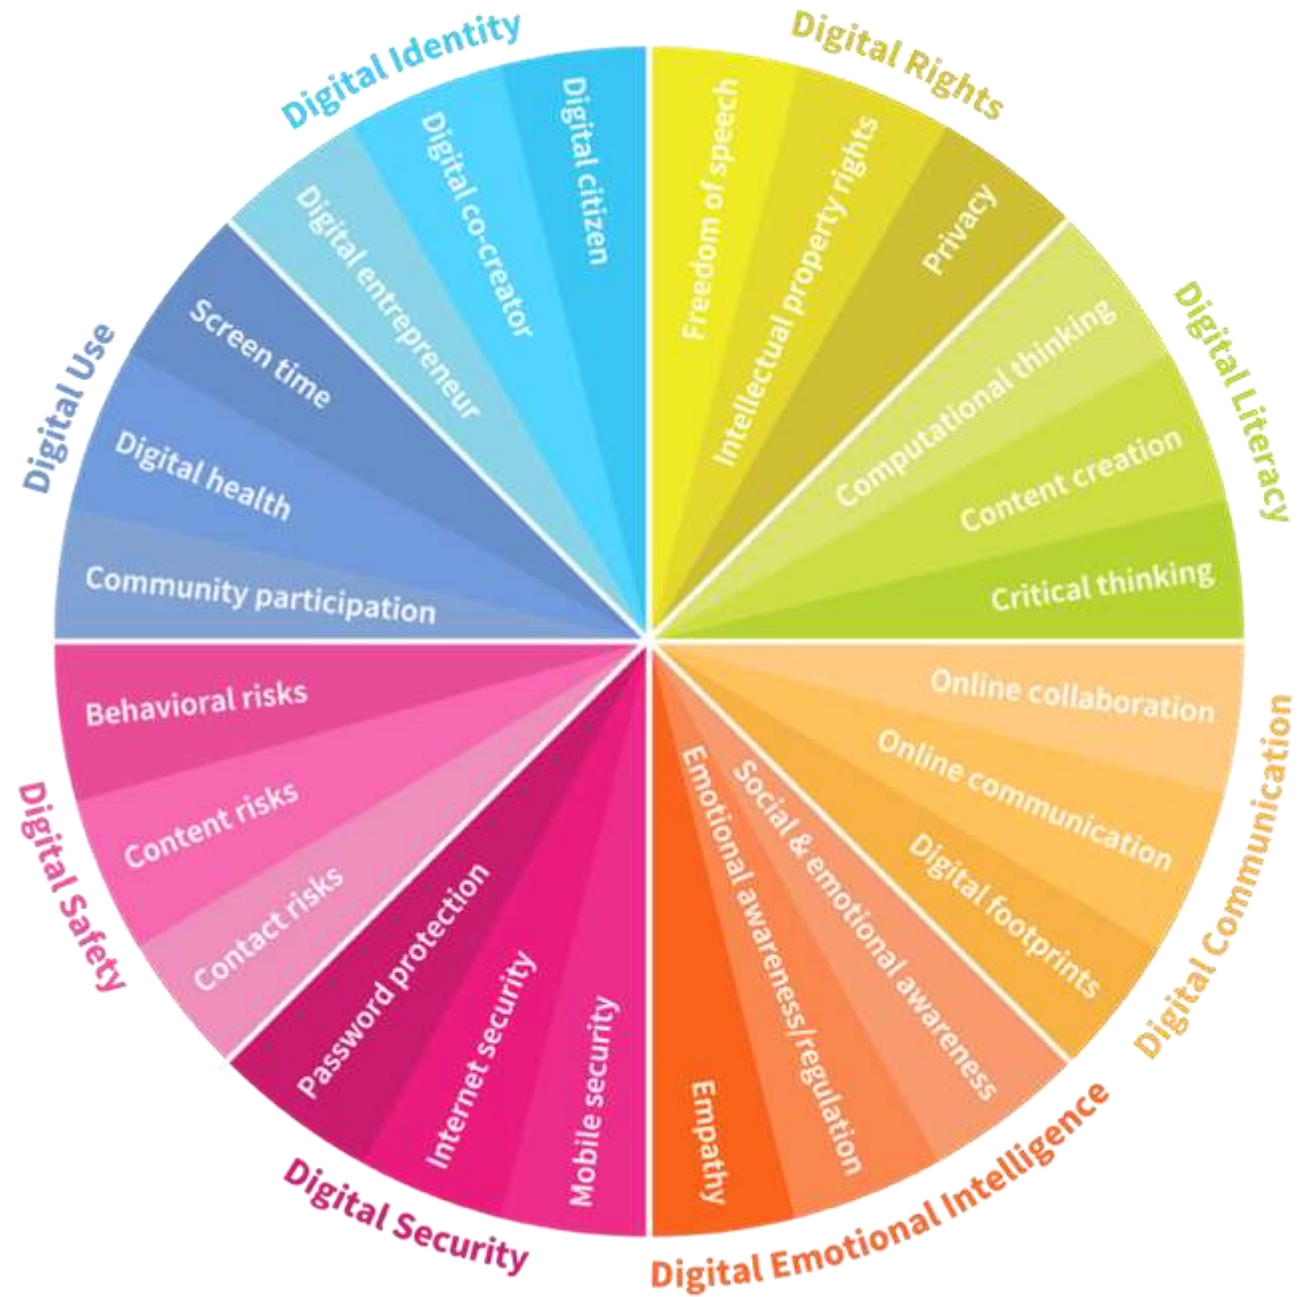 Digital Rights
Freedom of speech
Intellectual property rights
Privacy
Digital Literacy
Computational thinking
Content creation
Critical thinking
Digital Communication
Online collaboration
Online communication
Digital footprints
Digital Emotional Intelligence
Social & emotional awareness
Emotional awareness/regulation
Empathy
Digital Security
Mobile security
Internet security
Password protection
Digital Safety
Contact risks
Content risks
Behavioral risks
Digital Use
Community participation
Digital health
Screen time
Digital Identity
Digital entrepreneur
Digital co-creator
Digital citizen